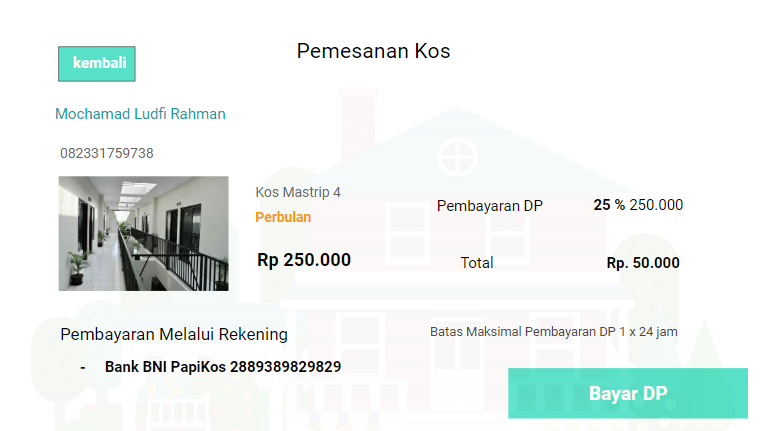 Pemesanan Kos
kembali
Mochamad Ludfi Rahman
082331759738
Kos Mastrip 4
Perbulan
Rp 250.000
Pembayaran DP 25 % 250.000
Total Rp. 50.000
Pembayaran Melalui Rekening
- Bank BNI PapiKos 2889389829829
Batas Maksimal Pembayaran DP 1 x 24 jam
Bayar DP